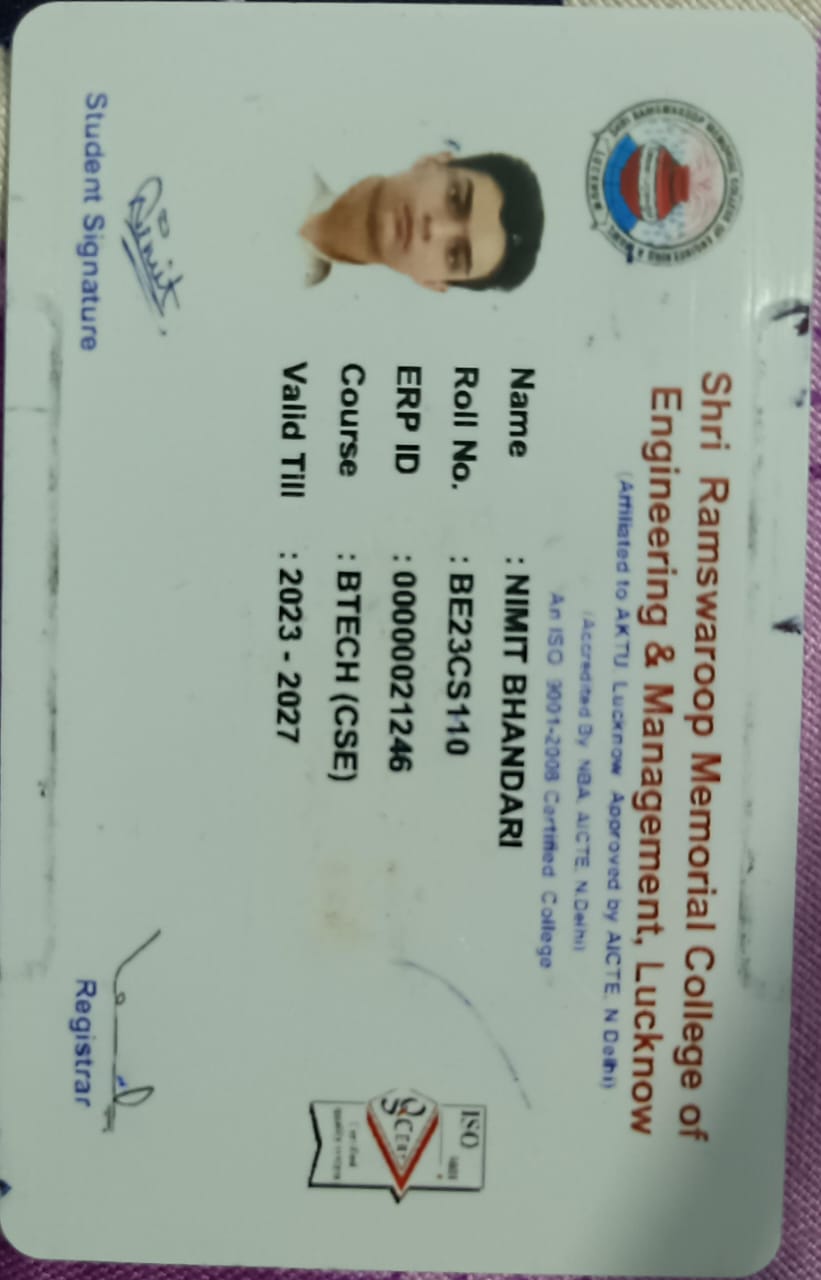 Shri Ramswaroop Memorial College of
Engineering & Management, Lucknow
(Affiliated to AKTU, Lucknow Approved by AICTE, N.Delhi)
(Accredited By NBA, AICTE, N.Delhi)
An ISO 9001-2008 Certified College
Name : NIMIT BHANDARI
Roll No. : BE23CS110
ERP ID : 00000021246
Course : BTECH (CSE)
Valid Till : 2023 - 2027
ISO
Certified
Nimit
Student Signature
Registrar